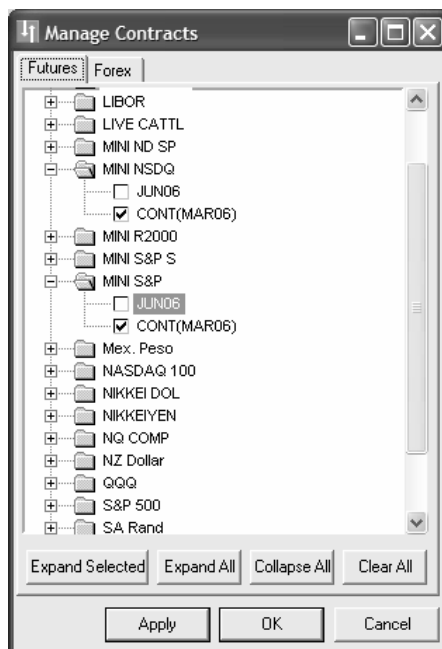 Manage Contracts
Futures Forex
LIBOR
LIVE CATTL
MINI ND SP
MINI NSDQ
JUN06
CONT(MAR06)
MINI R2000
MINI S&P S
MINI S&P
JUN06
CONT(MAR06)
Mex. Peso
NASDAQ 100
NIKKEI DOL
NIKKEIYEN
NQ COMP
NZ Dollar
QQQ
S&P 500
SA Rand
Expand Selected Expand All Collapse All Clear All
Apply OK Cancel